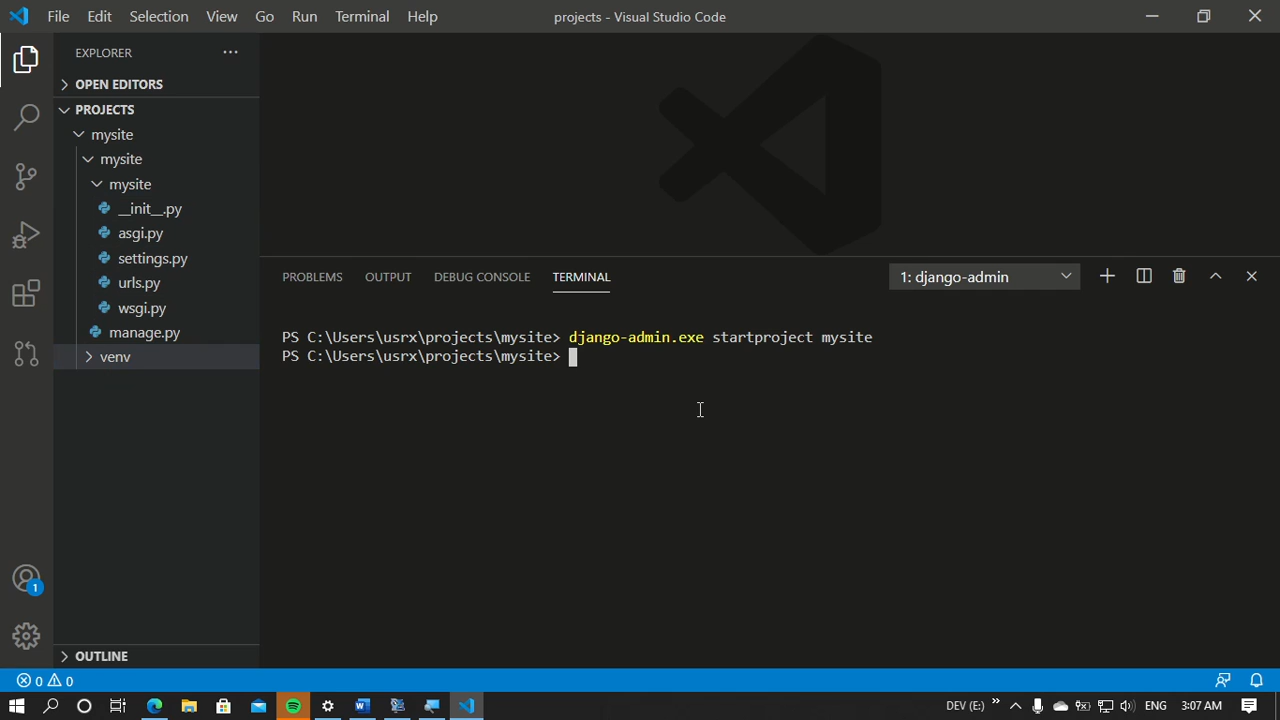 File Edit Selection View Go Run Terminal Help
projects - Visual Studio Code
EXPLORER
OPEN EDITORS
PROJECTS
mysite
mysite
mysite
__init__.py
asgi.py
settings.py
urls.py
wsgi.py
manage.py
venv
OUTLINE
PROBLEMS OUTPUT DEBUG CONSOLE TERMINAL
1: django-admin
PS C:\Users\usrx\projects\mysite> django-admin.exe startproject mysite
PS C:\Users\usrx\projects\mysite>
1
0 0
DEV (E:) » ENG 3:07 AM